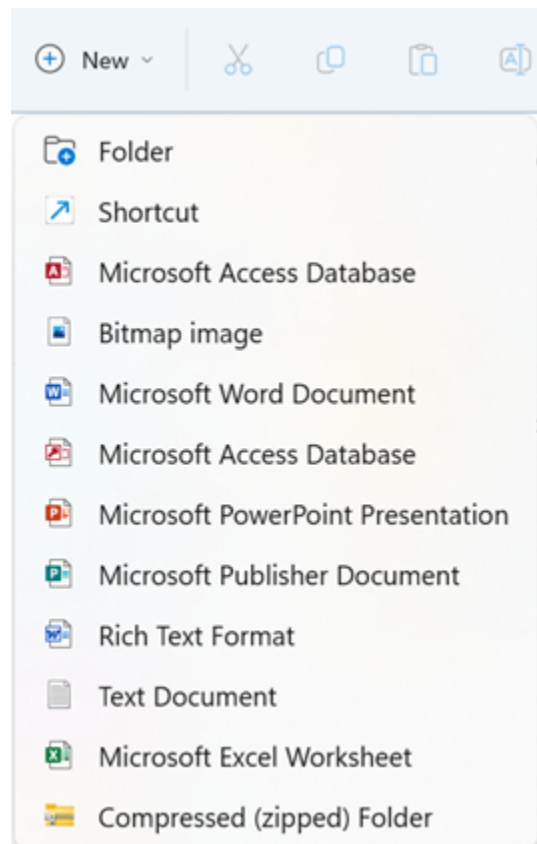 New
Folder
Shortcut
Microsoft Access Database
Bitmap image
Microsoft Word Document
Microsoft Access Database
Microsoft PowerPoint Presentation
Microsoft Publisher Document
Rich Text Format
Text Document
Microsoft Excel Worksheet
Compressed (zipped) Folder